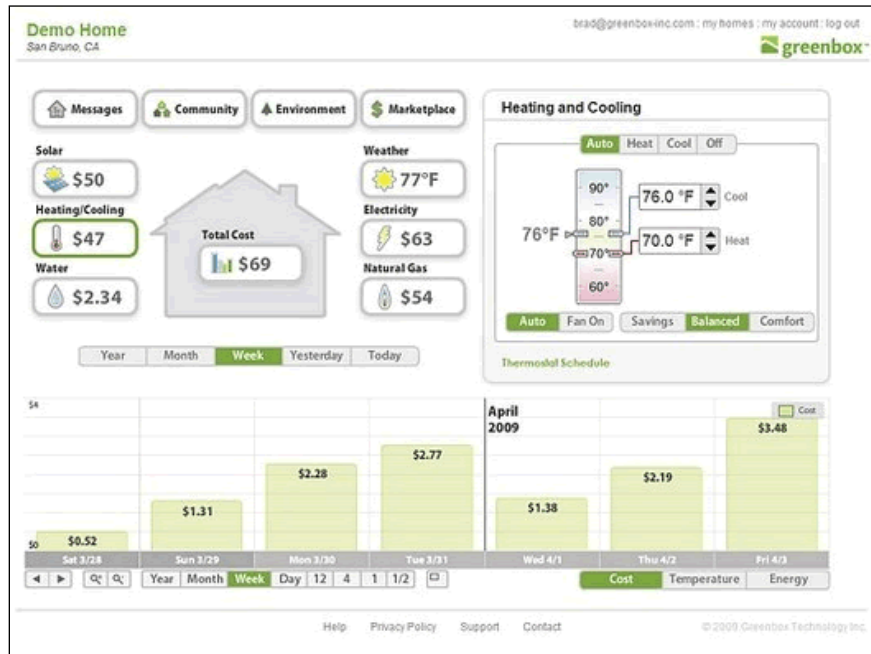 Demo Home
San Bruno, CA
brad@greenbox-inc.com : my homes : my account : log out
greenbox™
Messages
Community
Environment
Marketplace
Solar
$50
Heating/Cooling
$47
Water
$2.34
Total Cost
$69
Weather
77°F
Electricity
$63
Natural Gas
$54
Year Month Week Yesterday Today
Heating and Cooling
Auto Heat Cool Off
90°
80°
70°
60°
76°F
76.0 °F Cool
70.0 °F Heat
Auto Fan On Savings Balanced Comfort
Thermostat Schedule
$4
$0
April
2009
Cost
$0.52
$1.31
$2.28
$2.77
$1.38
$2.19
$3.48
Sat 3/28 Sun 3/29 Mon 3/30 Tue 3/31 Wed 4/1 Thu 4/2 Fri 4/3
Year Month Week Day 12 4 1 1/2
Cost Temperature Energy
Help Privacy Policy Support Contact
© 2009 Greenbox Technology Inc.